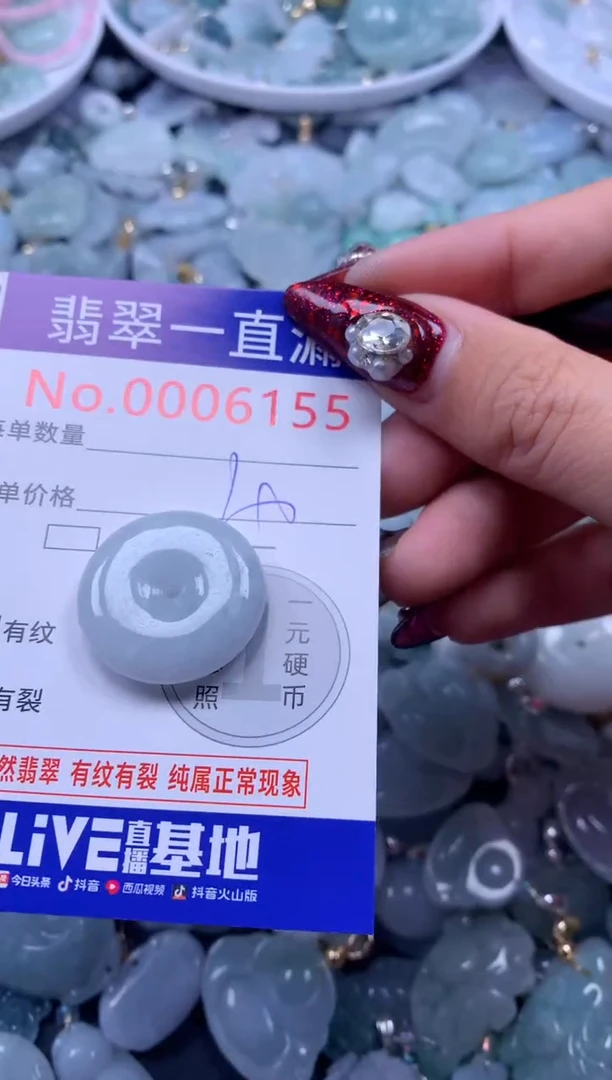 翡翠一直漏
No.0006155
每单数量
单价格
有纹
一元硬币
照
有裂
然翡翠 有纹有裂 纯属正常现象
LiVE直播基地
今日头条 抖音 西瓜视频 抖音火山版